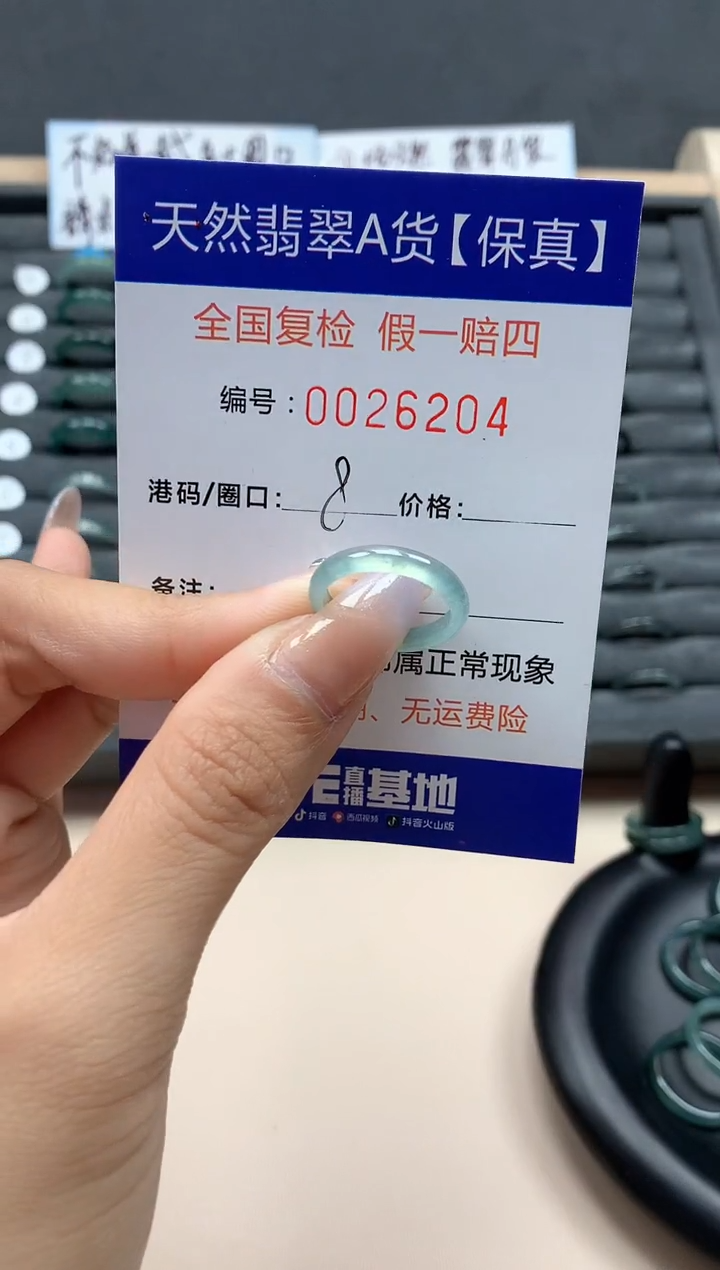 天然翡翠A货【保真】
全国复检 假一赔四
编号:0026204
港码/圈口: 8 价格:
备注:
属正常现象
、无运费险
直播基地
抖音 西瓜视频 抖音火山版